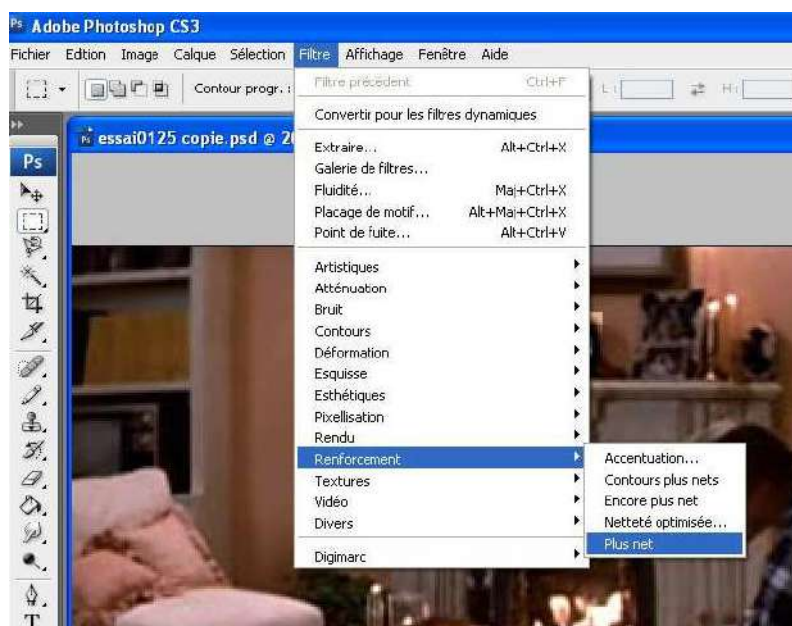 Ps Adobe Photoshop CS3
Fichier Edition Image Calque Sélection Filtre Affichage Fenêtre Aide
Contour progr. : L : H :
essai0125 copie.psd @ 20
Ps
Filtre précédent Ctrl+F
Convertir pour les filtres dynamiques
Extraire... Alt+Ctrl+X
Galerie de filtres...
Fluidité... Maj+Ctrl+X
Placage de motif... Alt+Maj+Ctrl+X
Point de fuite... Alt+Ctrl+V
Artistiques
Atténuation
Bruit
Contours
Déformation
Esquisse
Esthétiques
Pixellisation
Rendu
Renforcement
Textures
Vidéo
Divers
Digimarc
Accentuation...
Contours plus nets
Encore plus net
Netteté optimisée...
Plus net
T